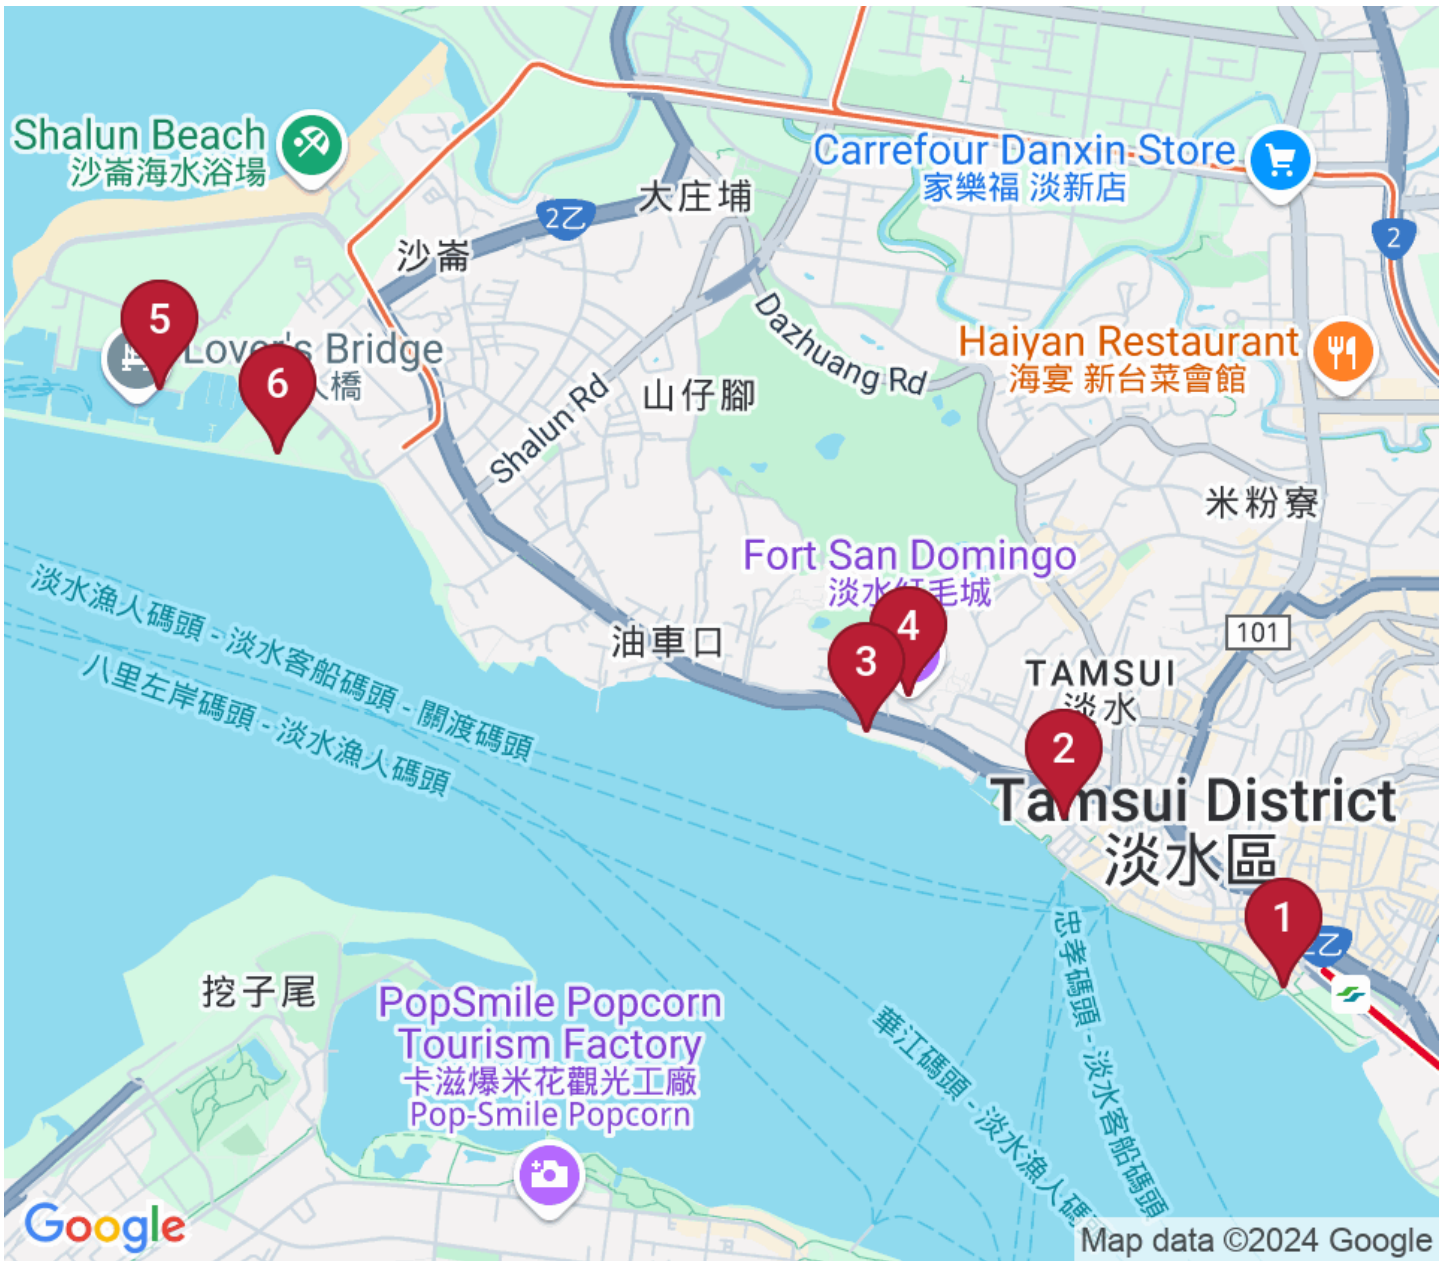 Shalun Beach
沙崙海水浴場
Carrefour Danxin Store
家樂福 淡新店
大庄埔
2乙
沙崙
2
5
Lover's Bridge
6
人橋
Dazhuang Rd
Haiyan Restaurant
海宴 新台菜會館
山仔腳
Shalun Rd
米粉寮
Fort San Domingo
淡水紅毛城
淡水漁人碼頭 - 淡水客船碼頭 - 關渡碼頭
八里左岸碼頭 - 淡水漁人碼頭
油車口
4
3
101
TAMSUI
淡水
2
Tamsui District
淡水區
1
乙
忠孝碼頭 - 淡水客船碼頭
華江碼頭 - 淡水漁人碼
挖子尾
PopSmile Popcorn
Tourism Factory
卡滋爆米花觀光工廠
Pop-Smile Popcorn
Google
Map data ©2024 Google